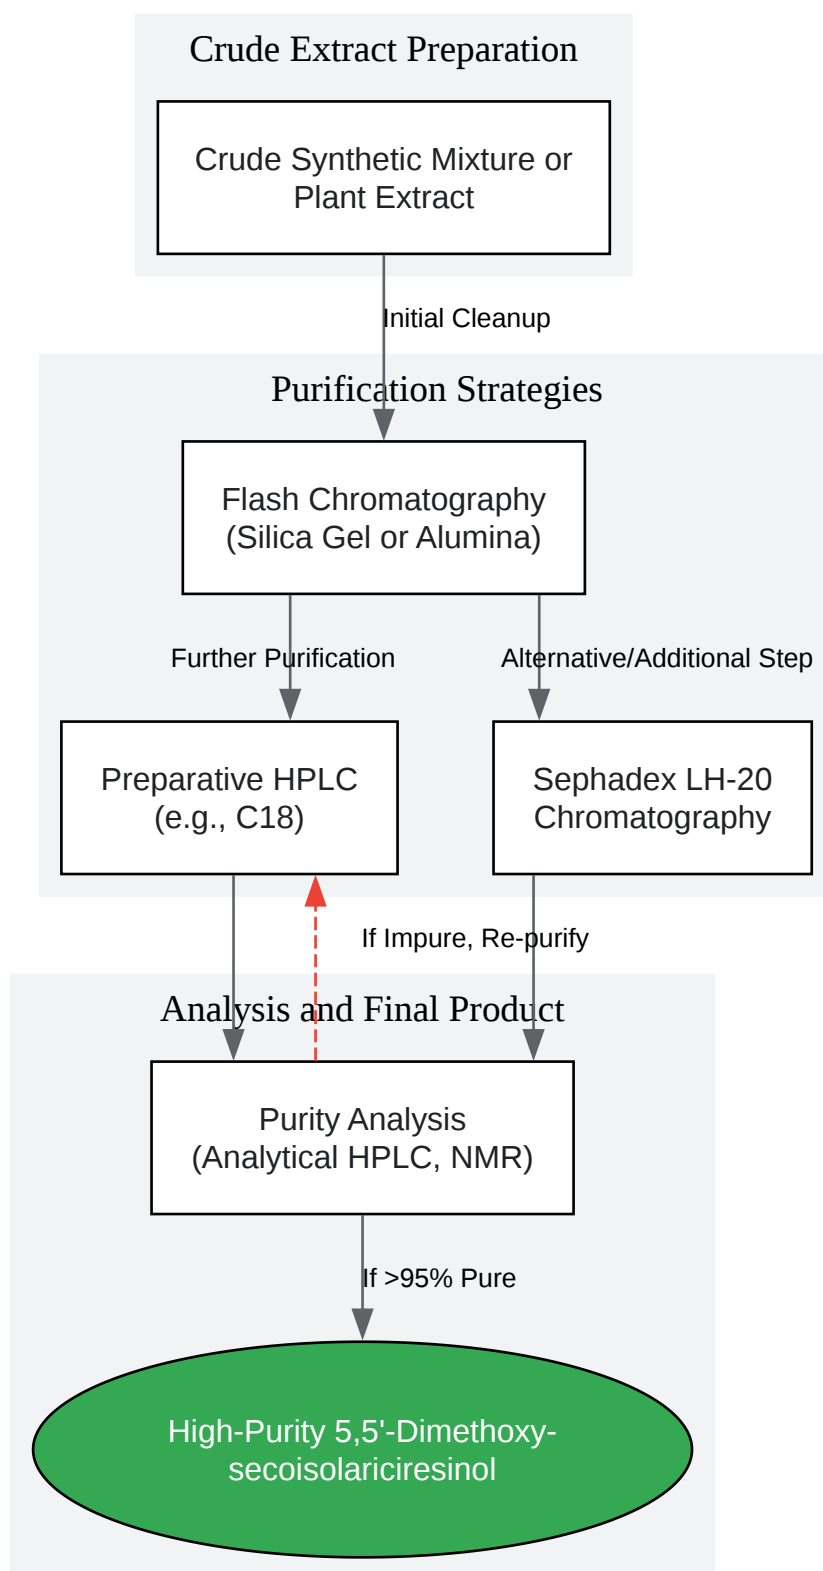 Crude Extract Preparation
Crude Synthetic Mixture or
Plant Extract
Initial Cleanup
Purification Strategies
Flash Chromatography
(Silica Gel or Alumina)
Further Purification
Alternative/Additional Step
Preparative HPLC
(e.g., C18)
Sephadex LH-20
Chromatography
If Impure, Re-purify
Analysis and Final Product
Purity Analysis
(Analytical HPLC, NMR)
If >95% Pure
High-Purity 5,5'-Dimethoxy-
secoisolariciresinol